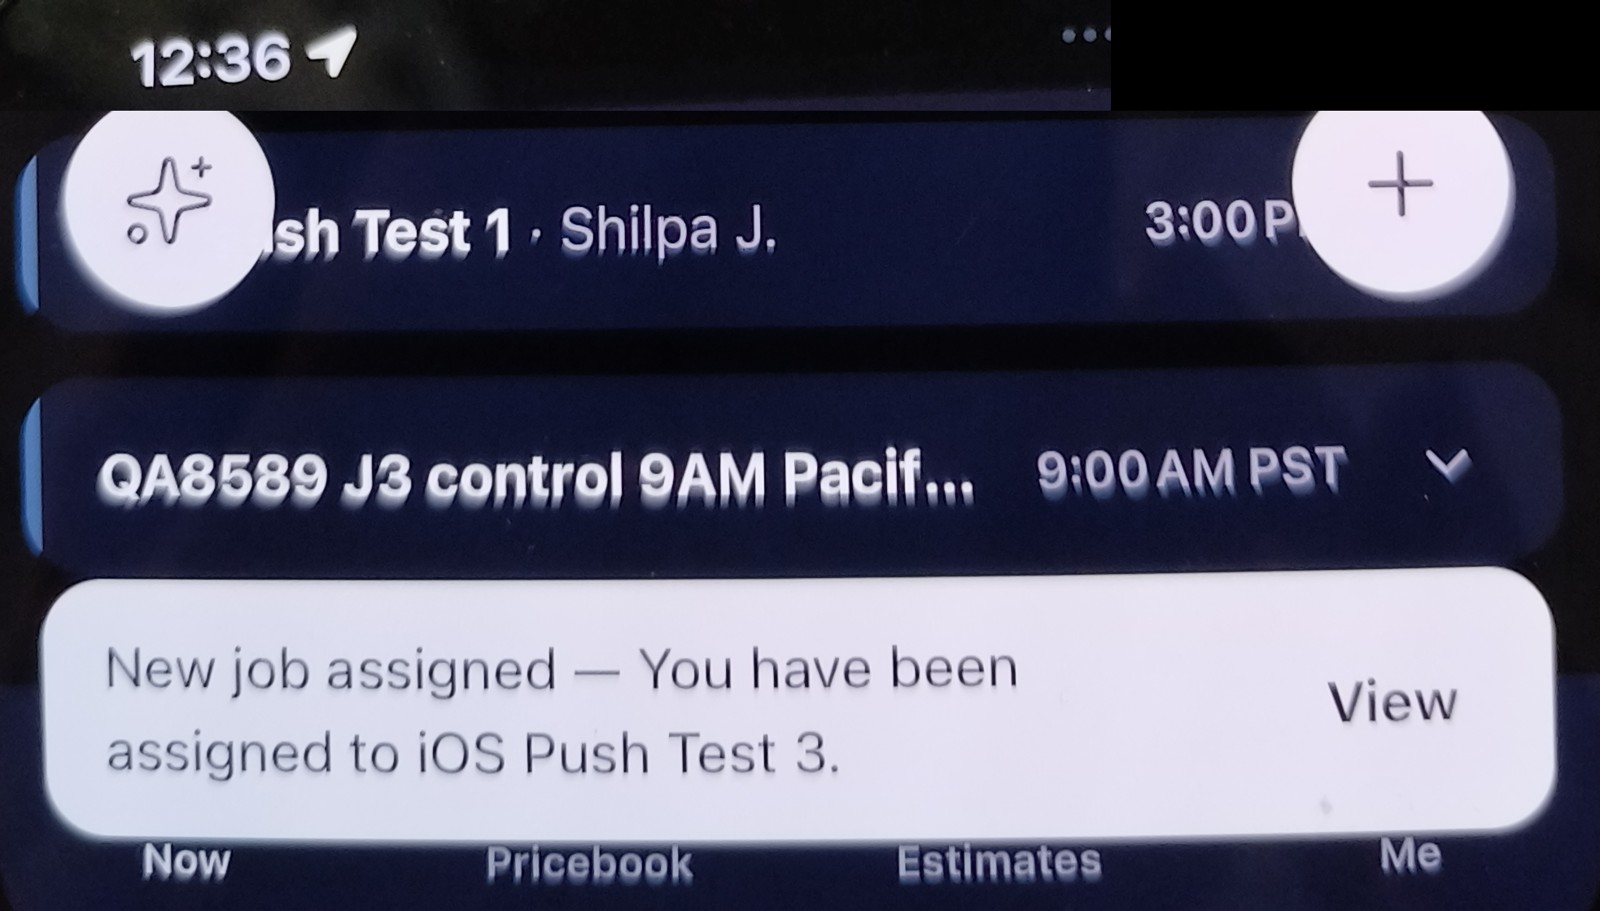 12:36
sh Test 1 · Shilpa J.
3:00 P
QA8589 J3 control 9AM Pacif...
9:00 AM PST
New job assigned — You have been
assigned to iOS Push Test 3.
View
Now
Pricebook
Estimates
Me